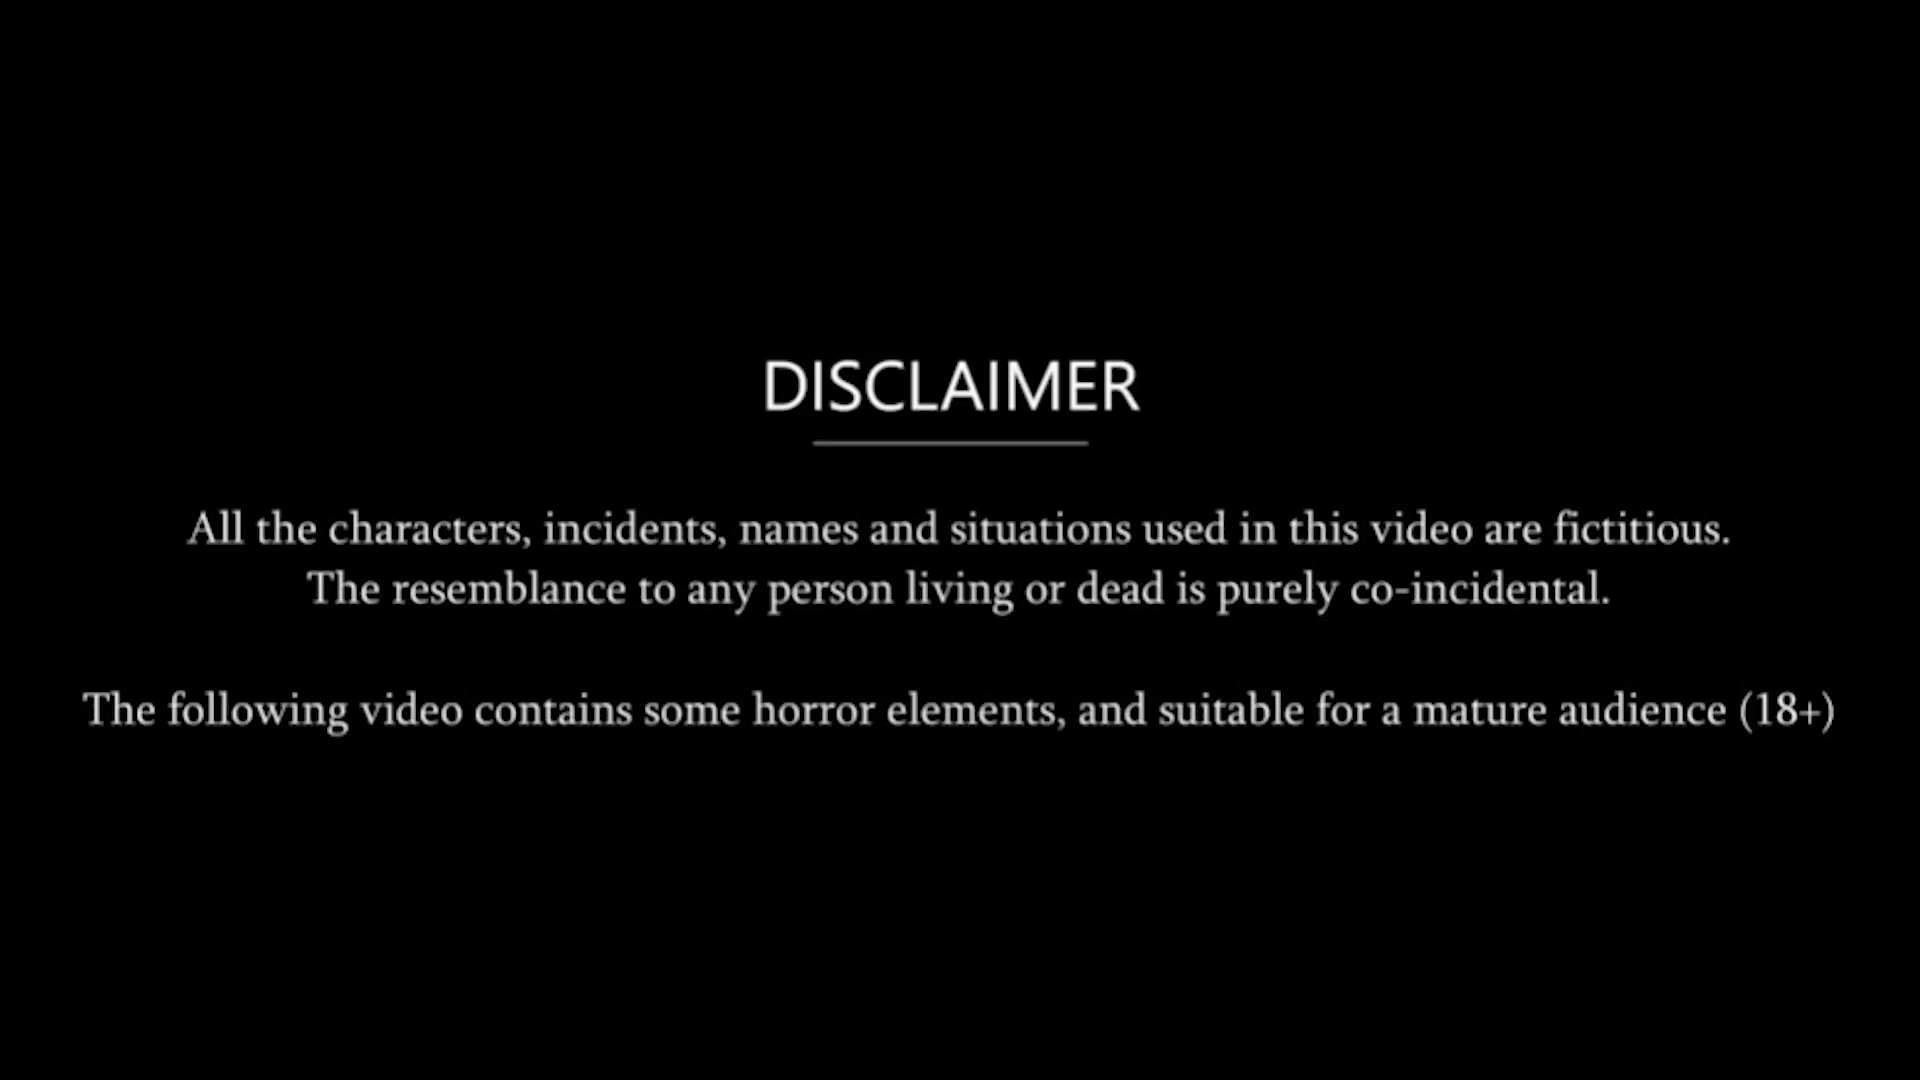 DISCLAIMER
All the characters, incidents, names and situations used in this video are fictitious.
The resemblance to any person living or dead is purely co-incidental.
The following video contains some horror elements, and suitable for a mature audience (18+)